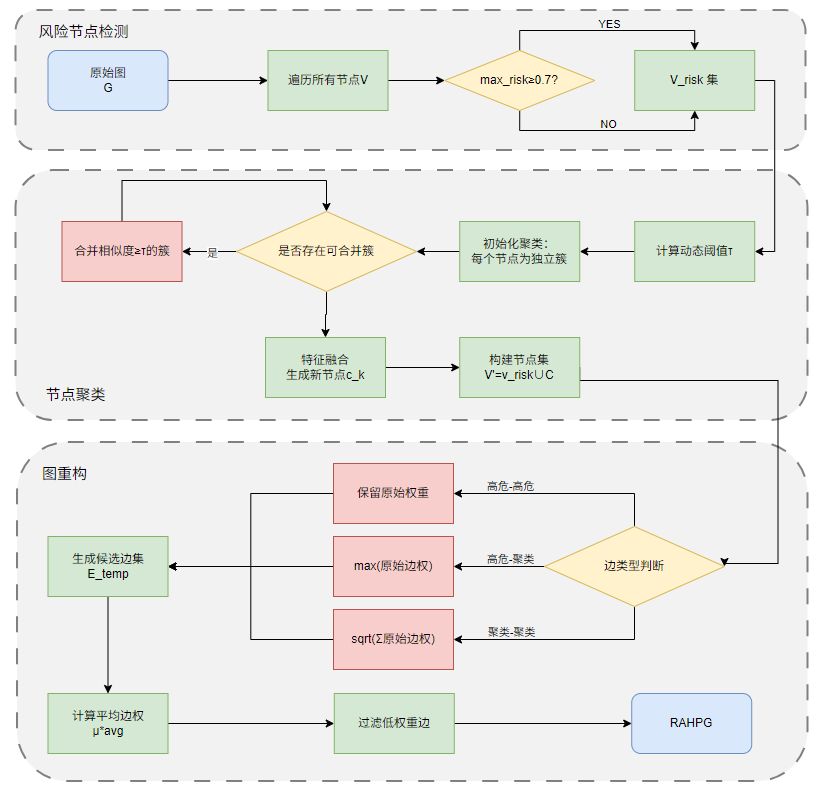 风险节点检测
原始图
G
遍历所有节点V
max_risk≥0.7?
YES
NO
V_risk 集
合并相似度≥τ的簇
是
是否存在可合并簇
初始化聚类：
每个节点为独立簇
计算动态阈值τ
特征融合
生成新节点c_k
构建节点集
V'=v_risk∪C
节点聚类
图重构
保留原始权重
高危-高危
生成候选边集
E_temp
max(原始边权)
高危-聚类
边类型判断
sqrt(Σ原始边权)
聚类-聚类
计算平均边权
μ*avg
过滤低权重边
RAHPG